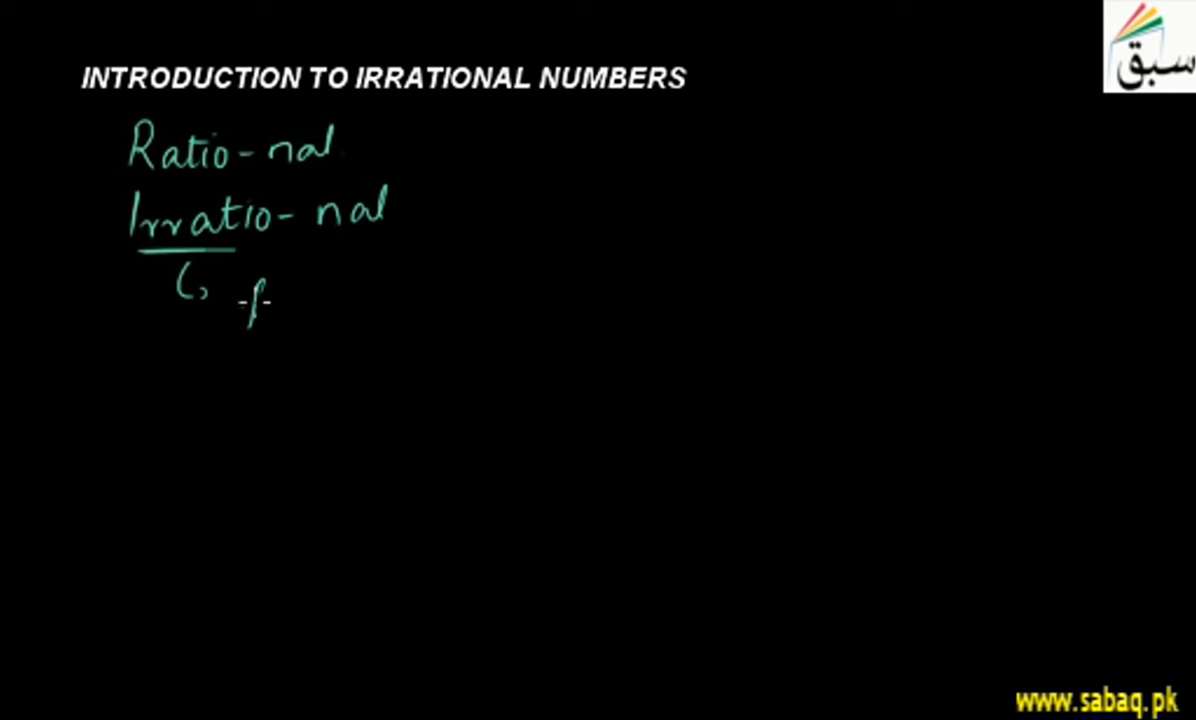 سبق
INTRODUCTION TO IRRATIONAL NUMBERS
Ratio-nal
Irratio-nal
www.sabaq.pk